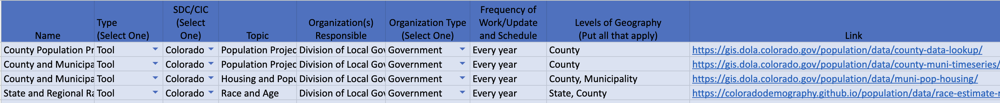 Name
Type
(Select One)
SDC/CIC
(Select
One)
Topic
Organization(s)
Responsible
Organization Type
(Select One)
Frequency of
Work/Update
and Schedule
Levels of Geography
(Put all that apply)
Link
County Population Pr Tool Colorado Population Projec Division of Local Gov Government Every year County https://gis.dola.colorado.gov/population/data/county-data-lookup/
County and Municipa Tool Colorado Population Projec Division of Local Gov Government Every year County https://gis.dola.colorado.gov/population/data/county-muni-timeseries/
County and Municipa Tool Colorado Housing and Popu Division of Local Gov Government Every year County, Municipality https://gis.dola.colorado.gov/population/data/muni-pop-housing/
State and Regional Ra Tool Colorado Race and Age Division of Local Gov Government Every year State, County https://coloradodemography.github.io/population/data/race-estimate-r